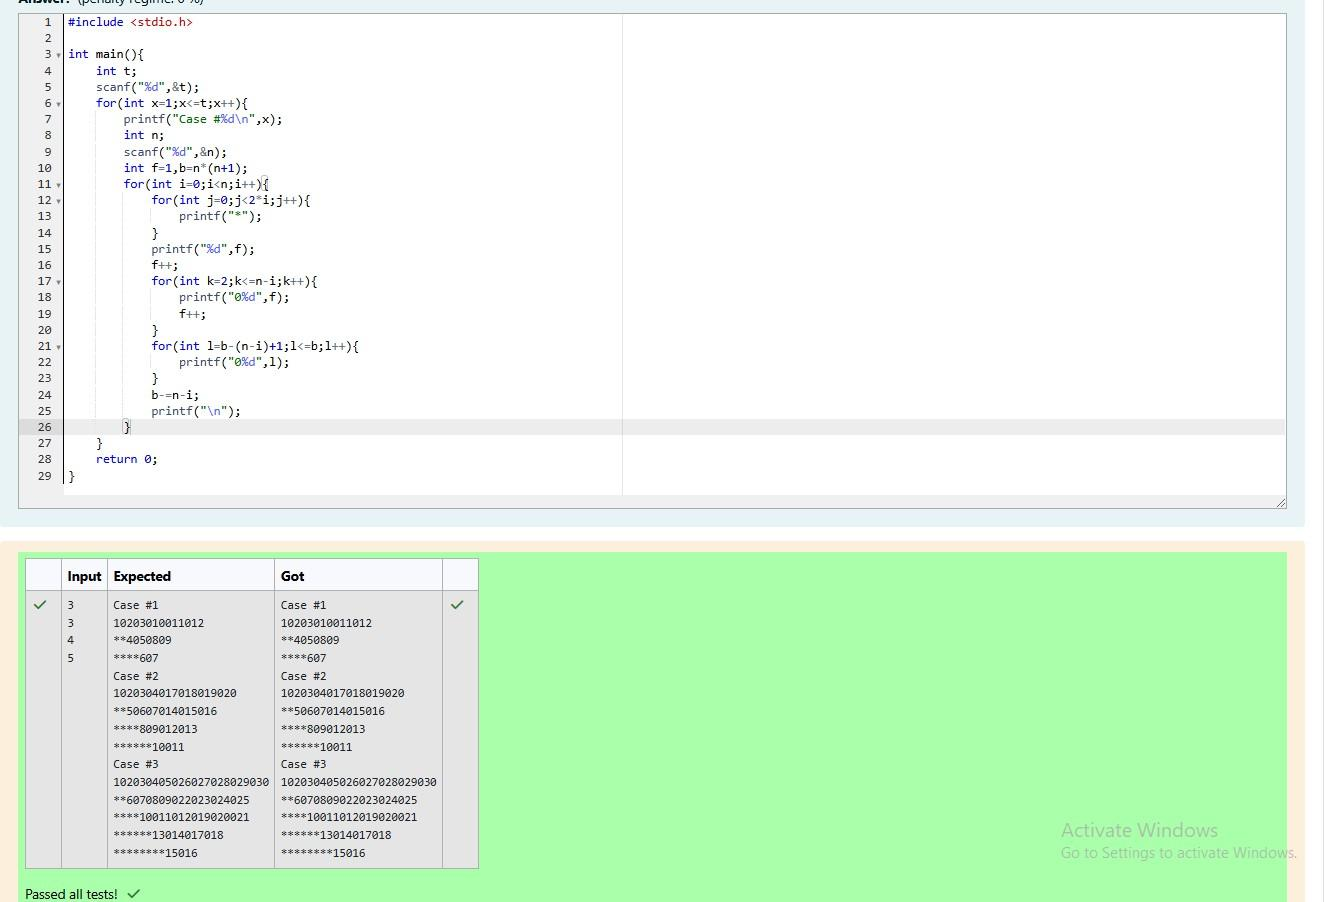 Answer: (penalty regime: 0 %)
1 #include <stdio.h>
2
3 int main(){
4     int t;
5     scanf("%d",&t);
6     for(int x=1;x<=t;x++){
7         printf("Case #%d\n",x);
8         int n;
9         scanf("%d",&n);
10         int f=1,b=n*(n+1);
11         for(int i=0;i<n;i++){
12             for(int j=0;j<2*i;j++){
13                 printf("*");
14             }
15             printf("%d",f);
16             f++;
17             for(int k=2;k<=n-i;k++){
18                 printf("0%d",f);
19                 f++;
20             }
21             for(int l=b-(n-i)+1;l<=b;l++){
22                 printf("0%d",l);
23             }
24             b-=n-i;
25             printf("\n");
26         }
27     }
28     return 0;
29 }
Input Expected Got
3 Case #1 Case #1
3 10203010011012 10203010011012
4 **4050809 **4050809
5 ****607 ****607
Case #2 Case #2
1020304017018019020 1020304017018019020
**50607014015016 **50607014015016
****809012013 ****809012013
******10011 ******10011
Case #3 Case #3
102030405026027028029030 102030405026027028029030
**6070809022023024025 **6070809022023024025
****10011012019020021 ****10011012019020021
******13014017018 ******13014017018
********15016 ********15016
Activate Windows
Go to Settings to activate Windows.
Passed all tests!